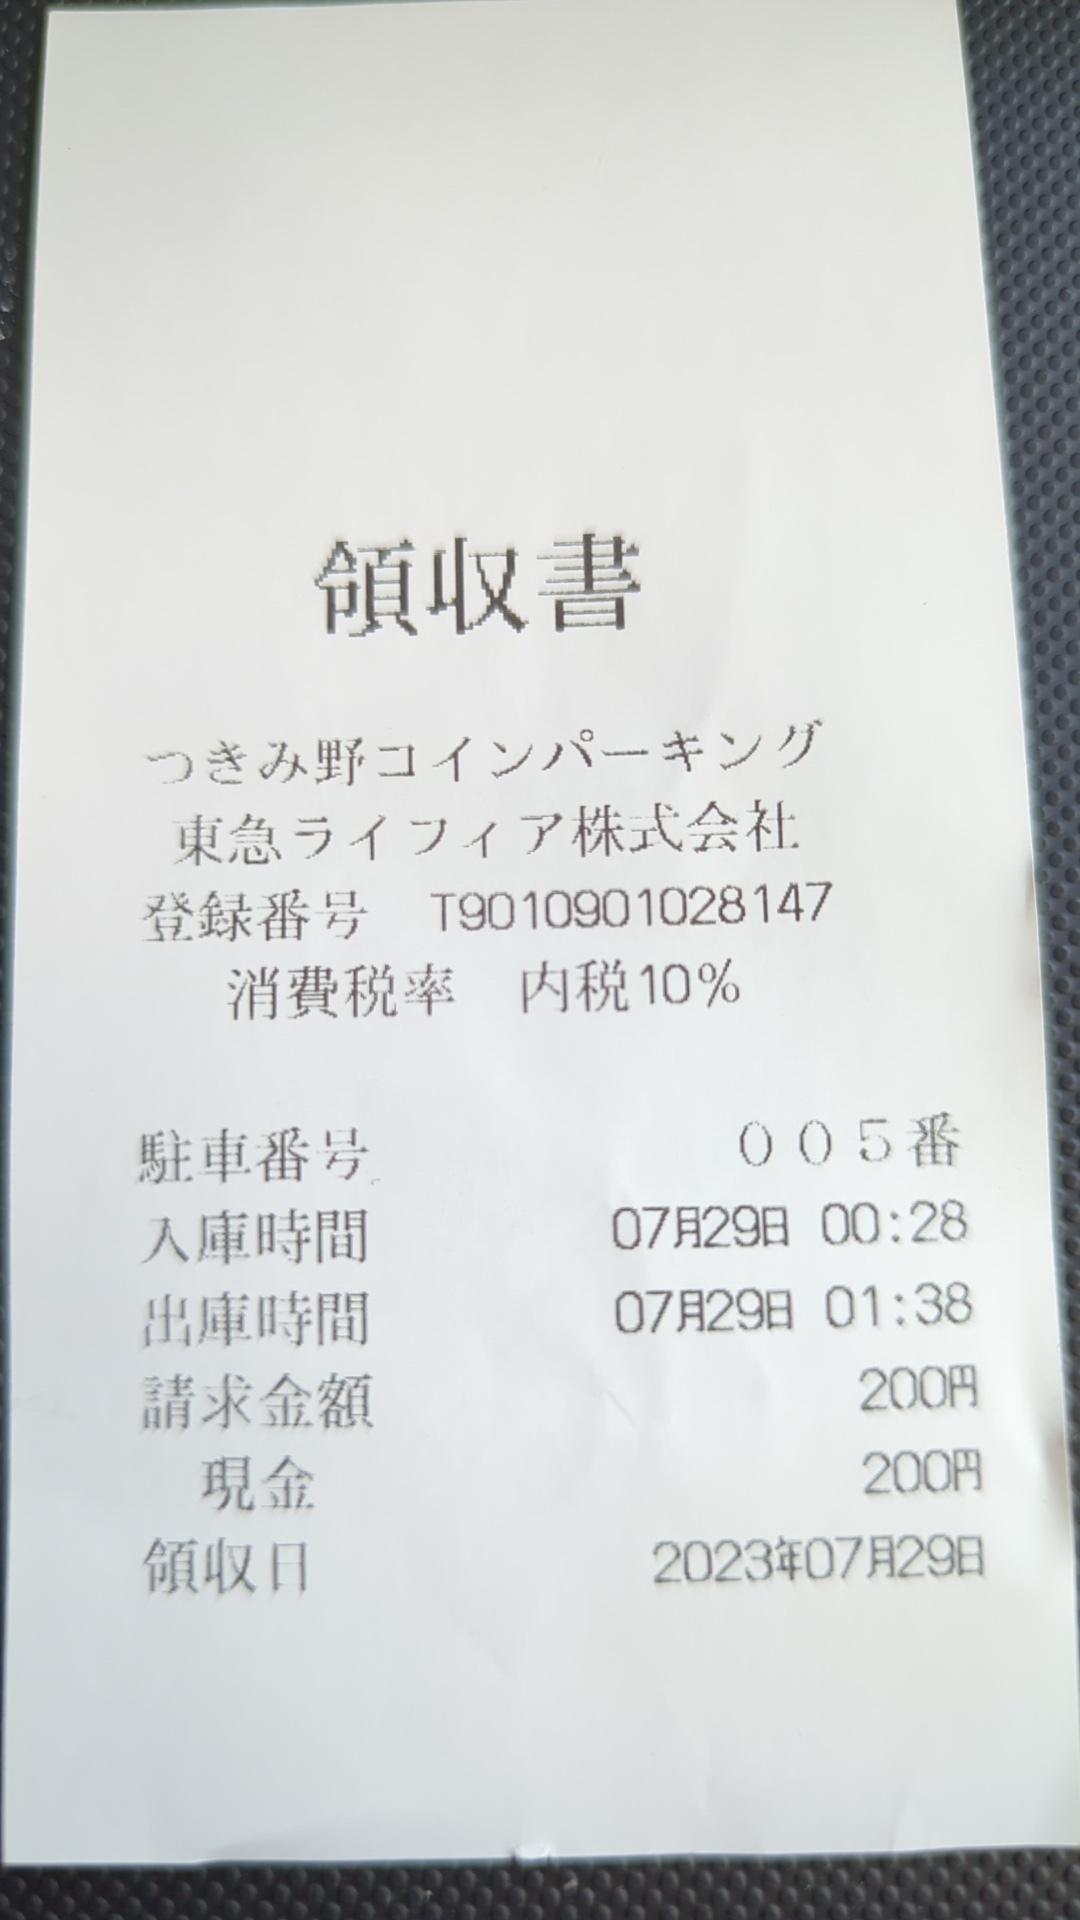 領収書
つきみ野コインパーキング
東急ライフィア株式会社
登録番号　T9010901028147
消費税率　内税10%
駐車番号　００５番
入庫時間　07月29日 00:28
出庫時間　07月29日 01:38
請求金額　200円
現金　200円
領収日　2023年07月29日